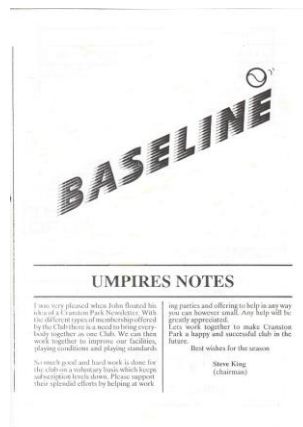 BASELINE
UMPIRES NOTES
I was very pleased when John floated his
idea of a Cranston Park Newsletter. With
the different types of membership offered
by the Club there is a need to bring every-
body together as one Club. We can then
work together to improve our facilities,
playing conditions and playing standards
So much good and hard work is done for
the club on a voluntary basis which keeps
subscription levels down. Please support
their splendid efforts by helping at work
ing parties and offering to help in any way
you can however small. Any help will be
greatly appreciated.
Lets work together to make Cranston
Park a happy and successful club in the
future.
Best wishes for the season
Steve King
(chairman)